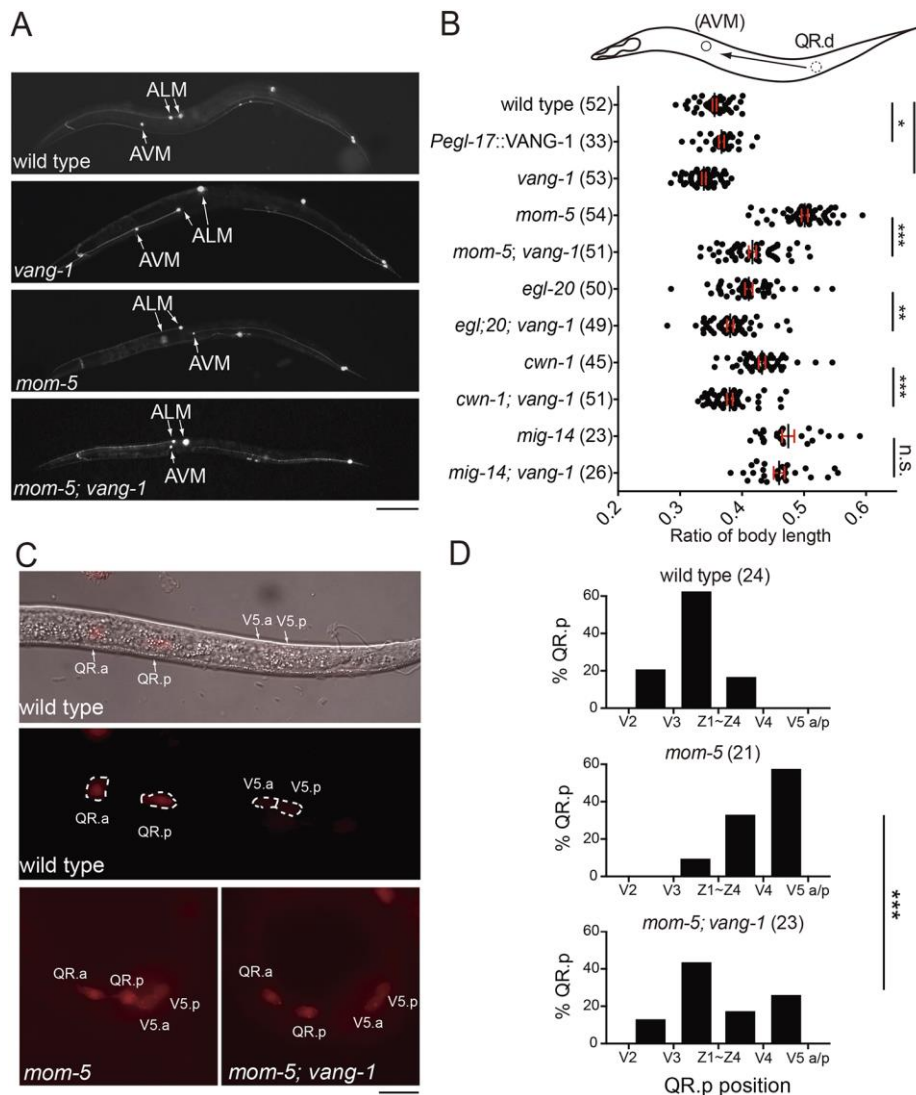 A
ALM
AVM
wild type
ALM
AVM
vang-1
ALM
AVM
mom-5
ALM
AVM
mom-5; vang-1
B
(AVM)
QR.d
wild type (52)
Pegl-17::VANG-1 (33)
vang-1 (53)
mom-5 (54)
mom-5; vang-1(51)
egl-20 (50)
egl;20; vang-1 (49)
cwn-1 (45)
cwn-1; vang-1 (51)
mig-14 (23)
mig-14; vang-1 (26)
*
***
**
***
n.s.
0.2 0.3 0.4 0.5 0.6
Ratio of body length
C
V5.a V5.p
QR.a QR.p
wild type
V5.a V5.p
QR.a QR.p
wild type
QR.a QR.p
V5.p
V5.a
mom-5
QR.a
QR.p
V5.p
V5.a
mom-5; vang-1
D
wild type (24)
% QR.p
60
40
20
0
V2 V3 Z1~Z4 V4 V5 a/p
mom-5 (21)
% QR.p
60
40
20
0
V2 V3 Z1~Z4 V4 V5 a/p
mom-5; vang-1 (23)
% QR.p
60
40
20
0
V2 V3 Z1~Z4 V4 V5 a/p
QR.p position
***